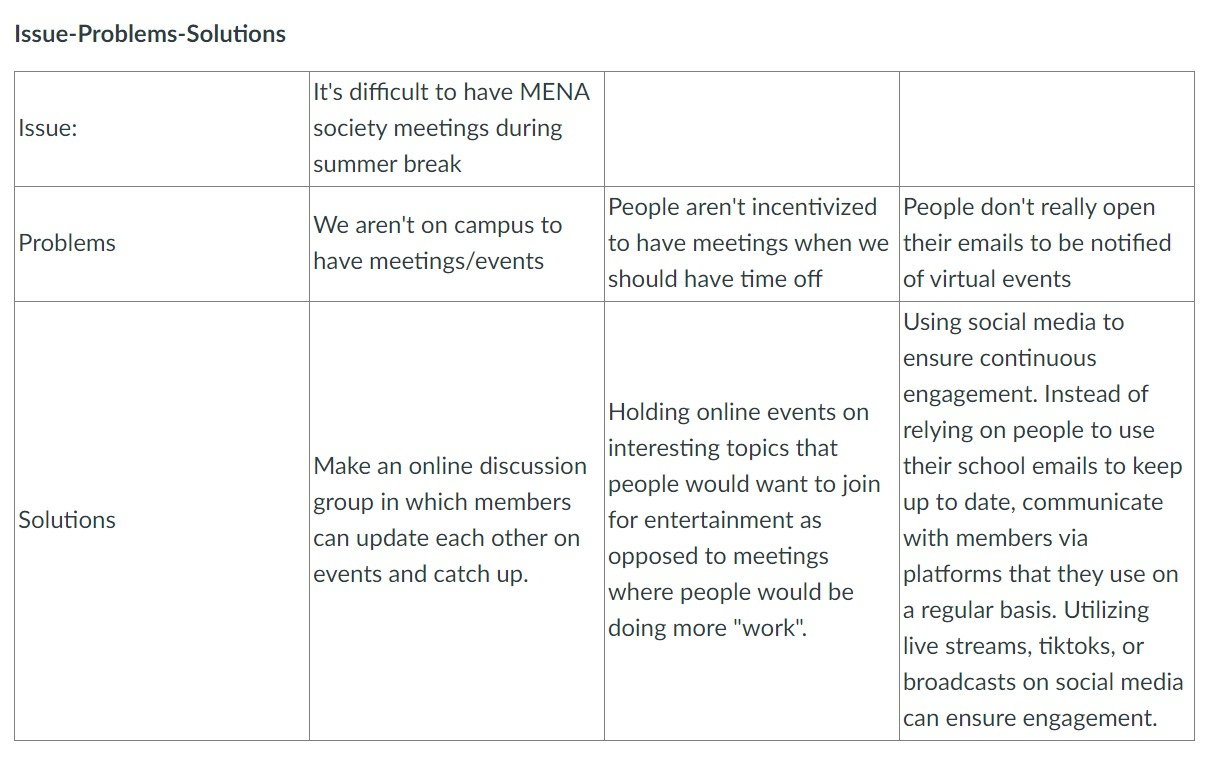 Issue-Problems-Solutions
Issue:
It's difficult to have MENA
society meetings during
summer break
Problems
We aren't on campus to
have meetings/events
People aren't incentivized
to have meetings when we
should have time off
People don't really open
their emails to be notified
of virtual events
Solutions
Make an online discussion
group in which members
can update each other on
events and catch up.
Holding online events on
interesting topics that
people would want to join
for entertainment as
opposed to meetings
where people would be
doing more "work".
Using social media to
ensure continuous
engagement. Instead of
relying on people to use
their school emails to keep
up to date, communicate
with members via
platforms that they use on
a regular basis. Utilizing
live streams, tiktoks, or
broadcasts on social media
can ensure engagement.